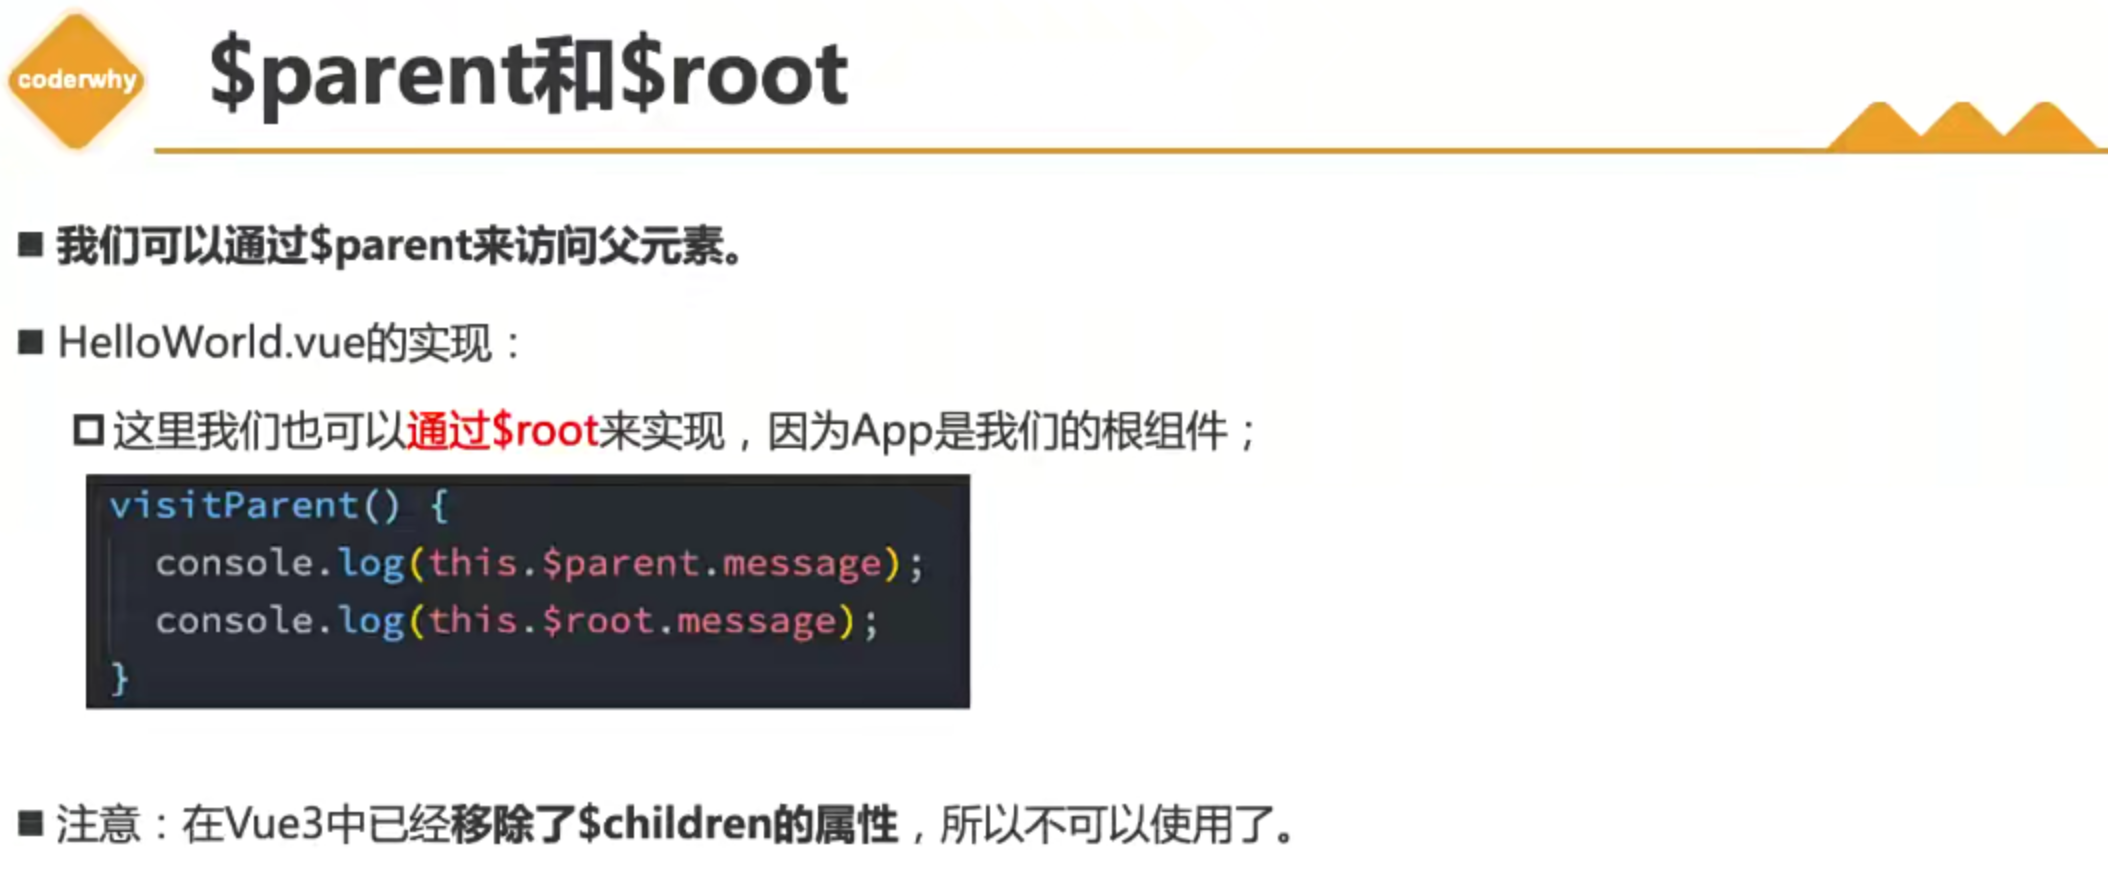 coderwhy
$parent和$root
我们可以通过$parent来访问父元素。
HelloWorld.vue的实现：
这里我们也可以通过$root来实现，因为App是我们的根组件；
visitParent() {
  console.log(this.$parent.message);
  console.log(this.$root.message);
}
注意：在Vue3中已经移除了$children的属性，所以不可以使用了。